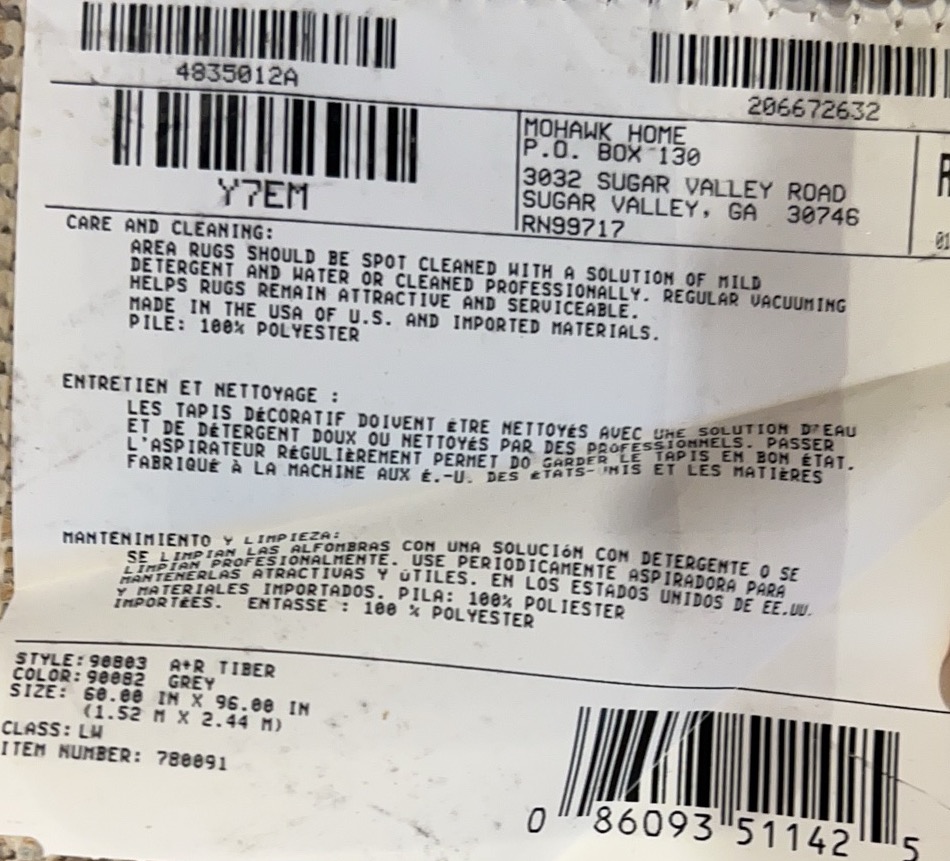 4835012A
206672632
Y7EM
MOHAWK HOME
P.O. BOX 130
3032 SUGAR VALLEY ROAD
SUGAR VALLEY, GA 30746
RN99717
CARE AND CLEANING:
AREA RUGS SHOULD BE SPOT CLEANED WITH A SOLUTION OF MILD
DETERGENT AND WATER OR CLEANED PROFESSIONALLY. REGULAR VACUUMING
HELPS RUGS REMAIN ATTRACTIVE AND SERVICEABLE.
MADE IN THE USA OF U.S. AND IMPORTED MATERIALS.
PILE: 100% POLYESTER
ENTRETIEN ET NETTOYAGE :
LES TAPIS DÉCORATIF DOIVENT ÉTRE NETTOYÉS AVEC UNE SOLUTION D'EAU
ET DE DÉTERGENT DOUX OU NETTOYÉS PAR DES PROFESSIONNELS. PASSER
L'ASPIRATEUR RÉGULIÈREMENT PERMET DO GARDER LE TAPIS EN BON ÉTAT.
FABRIQUÉ À LA MACHINE AUX É.-U. DES ÉTATS- NIS ET LES MATIÈRES
MANTENIMIENTO Y LIMPIEZA:
SE LIMPIAN LAS ALFOMBRAS CON UNA SOLUCIÓN CON DETERGENTE O SE
LIMPIAN PROFESIONALMENTE. USE PERIODICAMENTE ASPIRADORA PARA
MANTENERLAS ATRACTIVAS Y ÚTILES. EN LOS ESTADOS UNIDOS DE EE.UU.
Y MATERIALES IMPORTADOS. PILA: 100% POLIESTER
IMPORTÉES. ENTASSE : 100 % POLYESTER
STYLE: 90803 A+R TIBER
COLOR: 90082 GREY
SIZE: 60.00 IN X 96.00 IN
(1.52 M X 2.44 M)
CLASS: LW
ITEM NUMBER: 780091
0 86093 51142 5